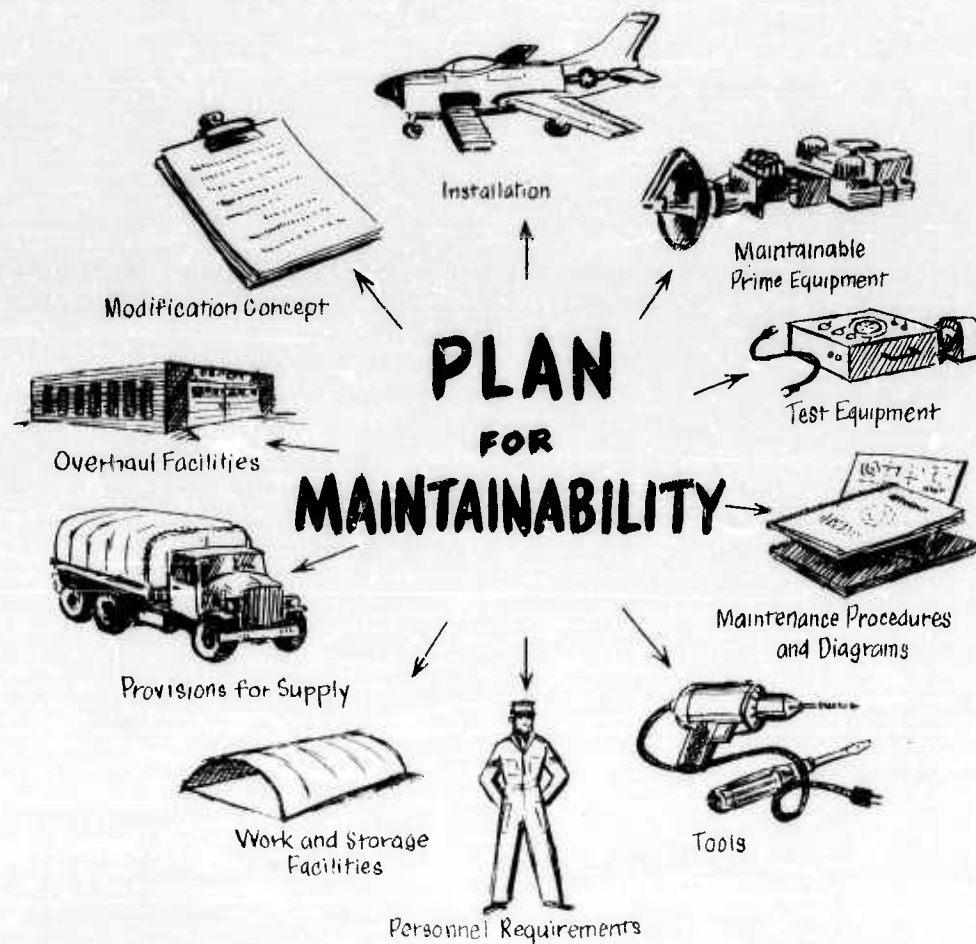 Installation
Maintainable
Prime Equipment
Modification Concept
PLAN
FOR
MAINTAINABILITY
Test Equipment
Overhaul Facilities
Maintenance Procedures
and Diagrams
Provisions for Supply
Tools
Work and Storage
Facilities
Personnel Requirements